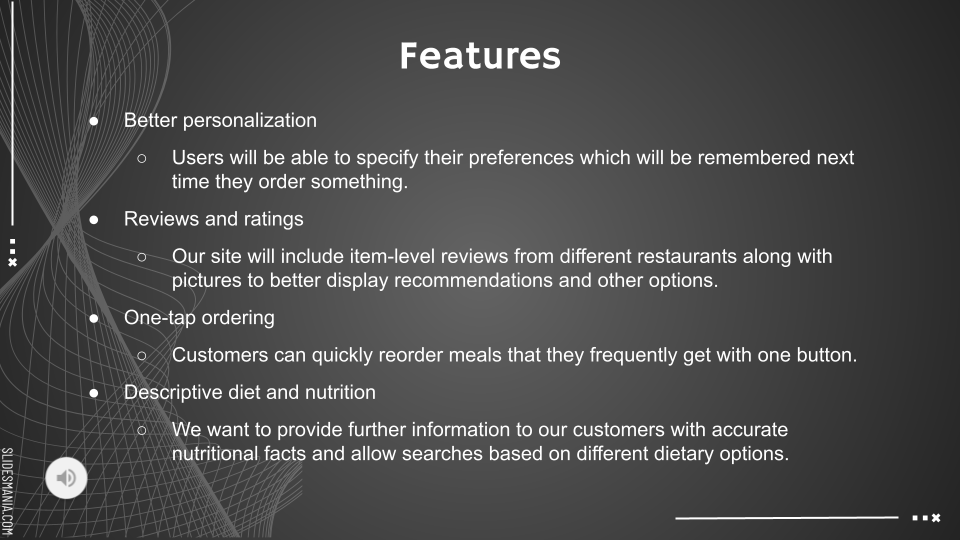 Features
● Better personalization
○ Users will be able to specify their preferences which will be remembered next
time they order something.
● Reviews and ratings
○ Our site will include item-level reviews from different restaurants along with
pictures to better display recommendations and other options.
● One-tap ordering
○ Customers can quickly reorder meals that they frequently get with one button.
● Descriptive diet and nutrition
○ We want to provide further information to our customers with accurate
nutritional facts and allow searches based on different dietary options.
SLIDESMANIA.COM